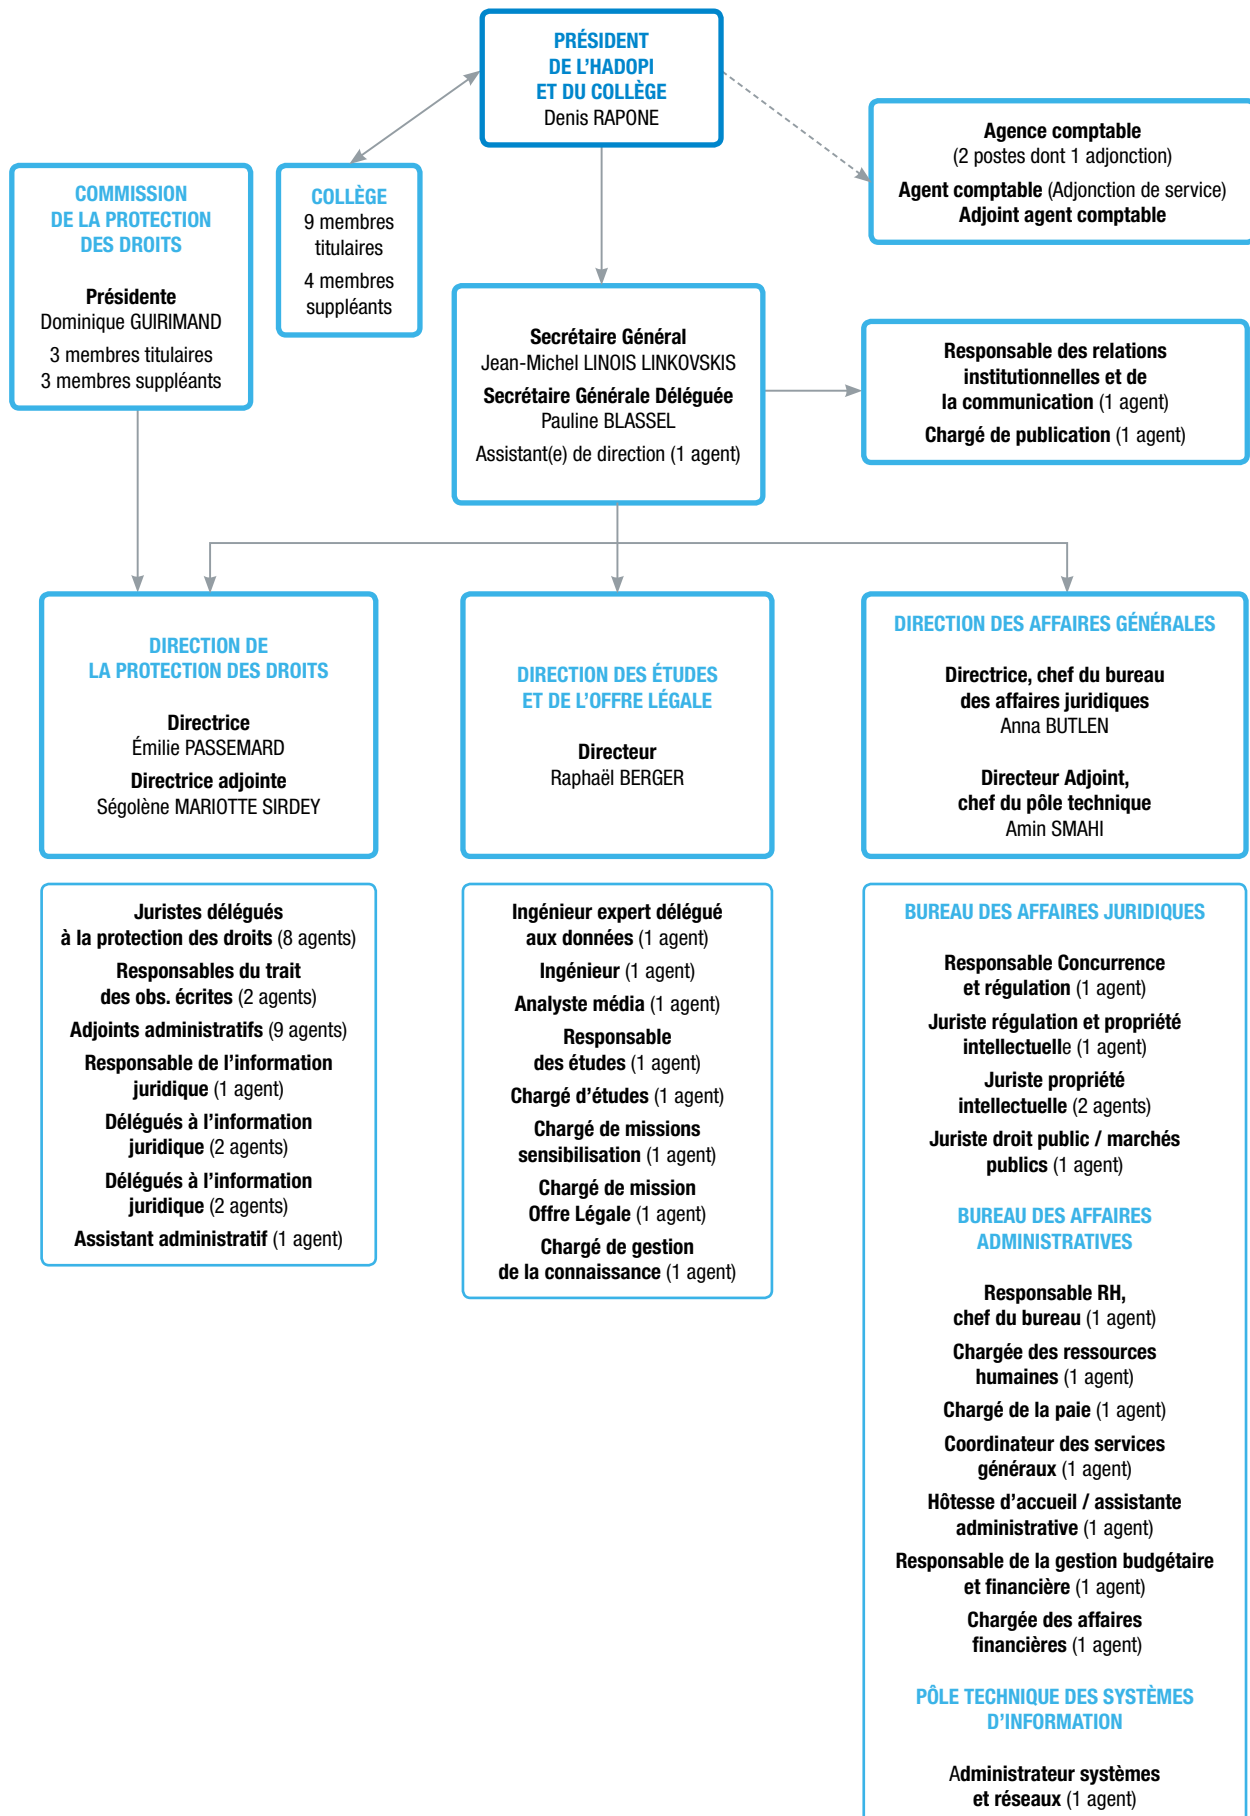 PRÉSIDENT
DE L'HADOPI
ET DU COLLÈGE
Denis RAPONE
Agence comptable
(2 postes dont 1 adjonction)
Agent comptable (Adjonction de service)
Adjoint agent comptable
COMMISSION
DE LA PROTECTION
DES DROITS
Présidente
Dominique GUIRIMAND
3 membres titulaires
3 membres suppléants
COLLÈGE
9 membres
titulaires
4 membres
suppléants
Secrétaire Général
Jean-Michel LINOIS LINKOVSKIS
Secrétaire Générale Déléguée
Pauline BLASSEL
Assistant(e) de direction (1 agent)
Responsable des relations
institutionnelles et de
la communication (1 agent)
Chargé de publication (1 agent)
DIRECTION DE
LA PROTECTION DES DROITS
Directrice
Émilie PASSEMARD
Directrice adjointe
Ségolène MARIOTTE SIRDEY
DIRECTION DES ÉTUDES
ET DE L'OFFRE LÉGALE
Directeur
Raphaël BERGER
DIRECTION DES AFFAIRES GÉNÉRALES
Directrice, chef du bureau
des affaires juridiques
Anna BUTLEN
Directeur Adjoint,
chef du pôle technique
Amin SMAHI
Juristes délégués
à la protection des droits (8 agents)
Responsables du trait
des obs. écrites (2 agents)
Adjoints administratifs (9 agents)
Responsable de l'information
juridique (1 agent)
Délégués à l'information
juridique (2 agents)
Délégués à l'information
juridique (2 agents)
Assistant administratif (1 agent)
Ingénieur expert délégué
aux données (1 agent)
Ingénieur (1 agent)
Analyste média (1 agent)
Responsable
des études (1 agent)
Chargé d'études (1 agent)
Chargé de missions
sensibilisation (1 agent)
Chargé de mission
Offre Légale (1 agent)
Chargé de gestion
de la connaissance (1 agent)
BUREAU DES AFFAIRES JURIDIQUES
Responsable Concurrence
et régulation (1 agent)
Juriste régulation et propriété
intellectuelle (1 agent)
Juriste propriété
intellectuelle (2 agents)
Juriste droit public / marchés
publics (1 agent)
BUREAU DES AFFAIRES
ADMINISTRATIVES
Responsable RH,
chef du bureau (1 agent)
Chargée des ressources
humaines (1 agent)
Chargé de la paie (1 agent)
Coordinateur des services
généraux (1 agent)
Hôtesse d'accueil / assistante
administrative (1 agent)
Responsable de la gestion budgétaire
et financière (1 agent)
Chargée des affaires
financières (1 agent)
PÔLE TECHNIQUE DES SYSTÈMES
D'INFORMATION
Administrateur systèmes
et réseaux (1 agent)